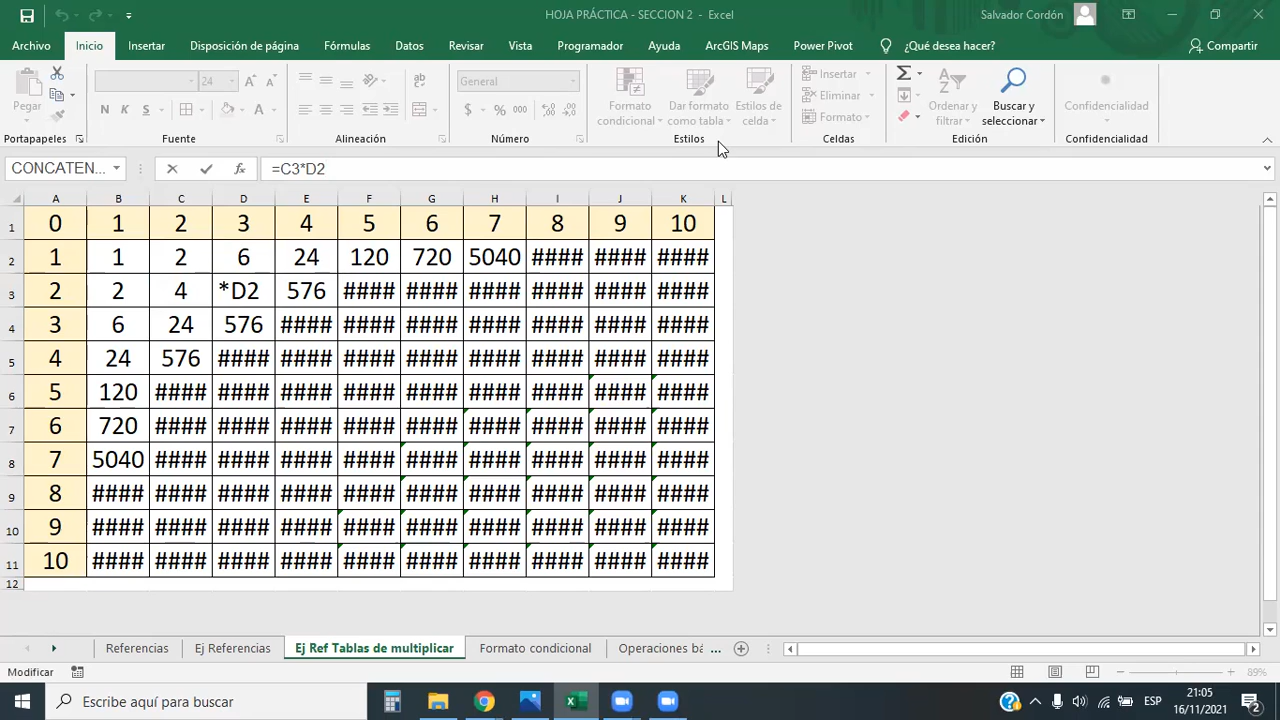 HOJA PRÁCTICA - SECCION 2 - Excel
Salvador Cordón
Archivo Inicio Insertar Disposición de página Fórmulas Datos Revisar Vista Programador Ayuda ArcGIS Maps Power Pivot ¿Qué desea hacer? Compartir
Pegar
24
N K S
General
$ % 000
Formato condicional
Dar formato como tabla
Estilos de celda
Insertar
Eliminar
Formato
Ordenar y filtrar
Buscar y seleccionar
Confidencialidad
Portapapeles Fuente Alineación Número Estilos Celdas Edición Confidencialidad
CONCATEN... fx =C3*D2
A B C D E F G H I J K L
1 0 1 2 3 4 5 6 7 8 9 10
2 1 1 2 6 24 120 720 5040 #### #### ####
3 2 2 4 *D2 576 #### #### #### #### #### ####
4 3 6 24 576 #### #### #### #### #### #### ####
5 4 24 576 #### #### #### #### #### #### #### ####
6 5 120 #### #### #### #### #### #### #### #### ####
7 6 720 #### #### #### #### #### #### #### #### ####
8 7 5040 #### #### #### #### #### #### #### #### ####
9 8 #### #### #### #### #### #### #### #### #### ####
10 9 #### #### #### #### #### #### #### #### #### ####
11 10 #### #### #### #### #### #### #### #### #### ####
12
Referencias Ej Referencias Ej Ref Tablas de multiplicar Formato condicional Operaciones bá ...
Modificar 89%
Escribe aquí para buscar
ESP
21:05
16/11/2021
2